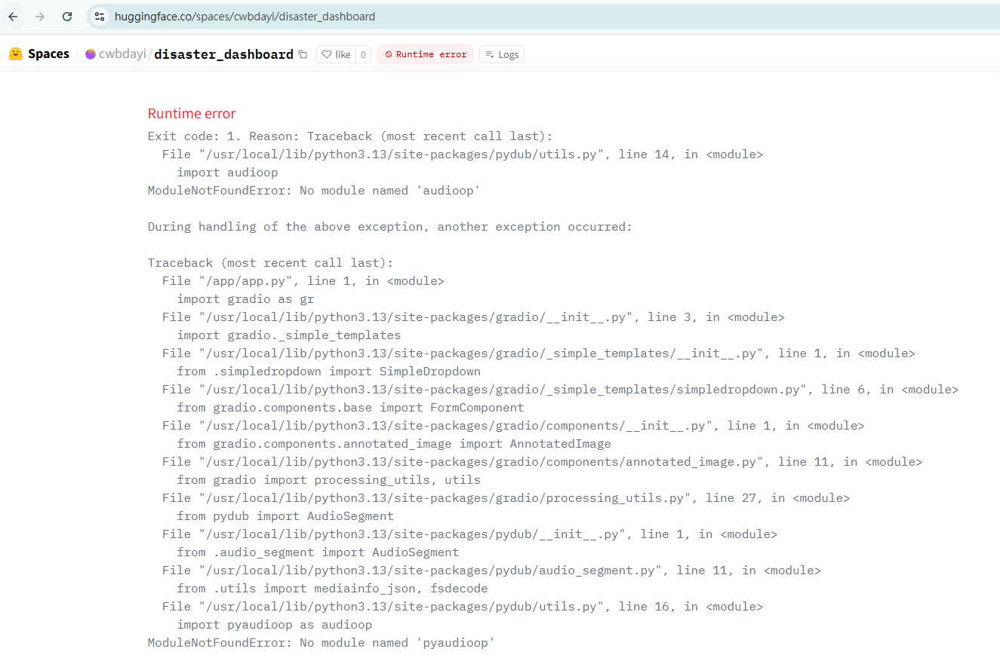 huggingface.co/spaces/cwbdayi/disaster_dashboard
Spaces cwbdayi/disaster_dashboard like 0 Runtime error Logs
Runtime error
Exit code: 1. Reason: Traceback (most recent call last):
  File "/usr/local/lib/python3.13/site-packages/pydub/utils.py", line 14, in <module>
    import audioop
ModuleNotFoundError: No module named 'audioop'
During handling of the above exception, another exception occurred:
Traceback (most recent call last):
  File "/app/app.py", line 1, in <module>
    import gradio as gr
  File "/usr/local/lib/python3.13/site-packages/gradio/__init__.py", line 3, in <module>
    import gradio._simple_templates
  File "/usr/local/lib/python3.13/site-packages/gradio/_simple_templates/__init__.py", line 1, in <module>
    from .simpledropdown import SimpleDropdown
  File "/usr/local/lib/python3.13/site-packages/gradio/_simple_templates/simpledropdown.py", line 6, in <module>
    from gradio.components.base import FormComponent
  File "/usr/local/lib/python3.13/site-packages/gradio/components/__init__.py", line 1, in <module>
    from gradio.components.annotated_image import AnnotatedImage
  File "/usr/local/lib/python3.13/site-packages/gradio/components/annotated_image.py", line 11, in <module>
    from gradio import processing_utils, utils
  File "/usr/local/lib/python3.13/site-packages/gradio/processing_utils.py", line 27, in <module>
    from pydub import AudioSegment
  File "/usr/local/lib/python3.13/site-packages/pydub/__init__.py", line 1, in <module>
    from .audio_segment import AudioSegment
  File "/usr/local/lib/python3.13/site-packages/pydub/audio_segment.py", line 11, in <module>
    from .utils import mediainfo_json, fsdecode
  File "/usr/local/lib/python3.13/site-packages/pydub/utils.py", line 16, in <module>
    import pyaudioop as audioop
ModuleNotFoundError: No module named 'pyaudioop'